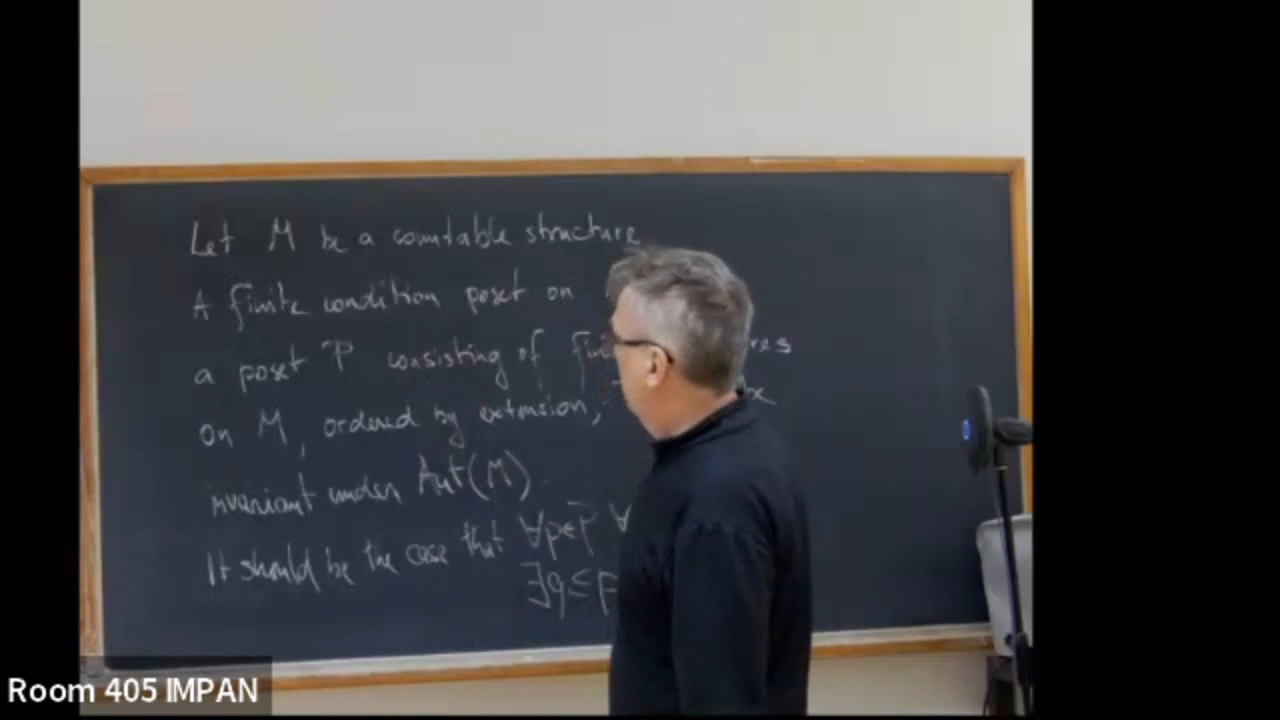 Let M be a countable structure
A finite condition poset on
a poset P consisting of
on M, ordered by extension,
invariant under Aut(M).
It should be the case that ∀p∈P ∀
∃q≤p
Room 405 IMPAN